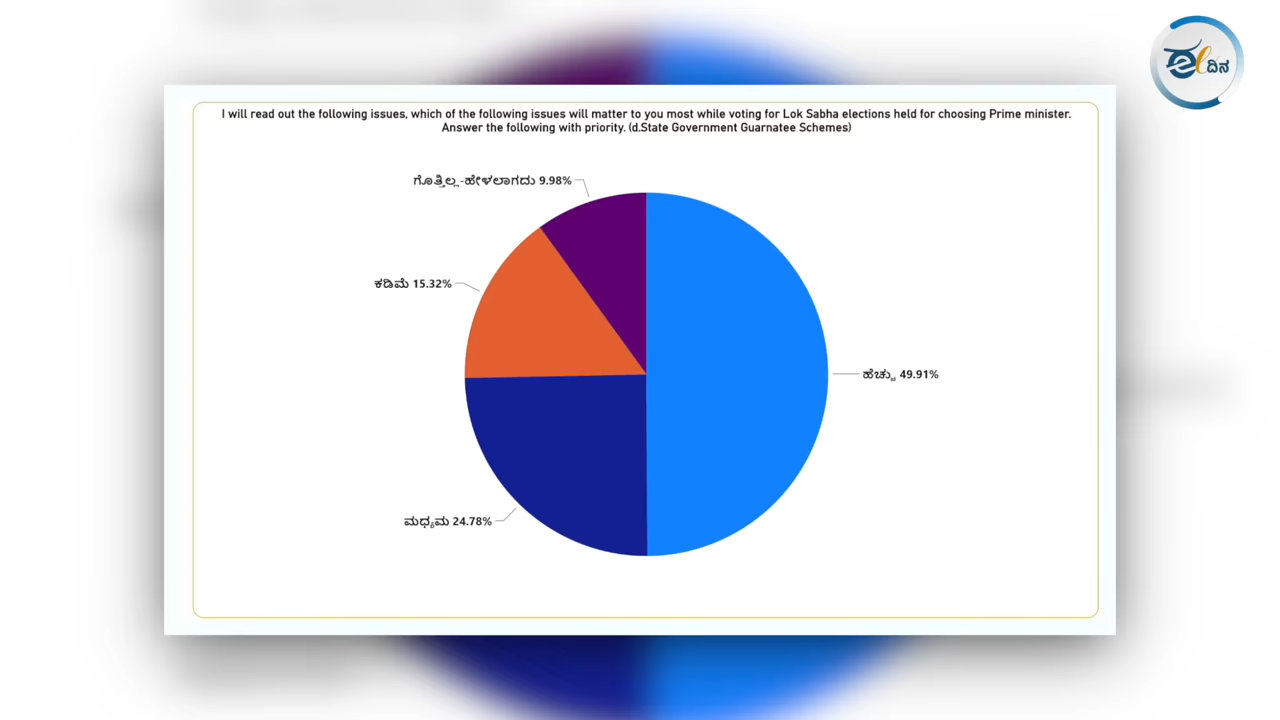 eಲ ದಿನ
I will read out the following issues, which of the following issues will matter to you most while voting for Lok Sabha elections held for choosing Prime minister.
Answer the following with priority. (d.State Government Guarnatee Schemes)
ಗೊತ್ತಿಲ್ಲ -ಹೇಳಲಾಗದು 9.98%
ಕಡಿಮೆ 15.32%
ಹೆಚ್ಚು 49.91%
ಮಧ್ಯಮ 24.78%